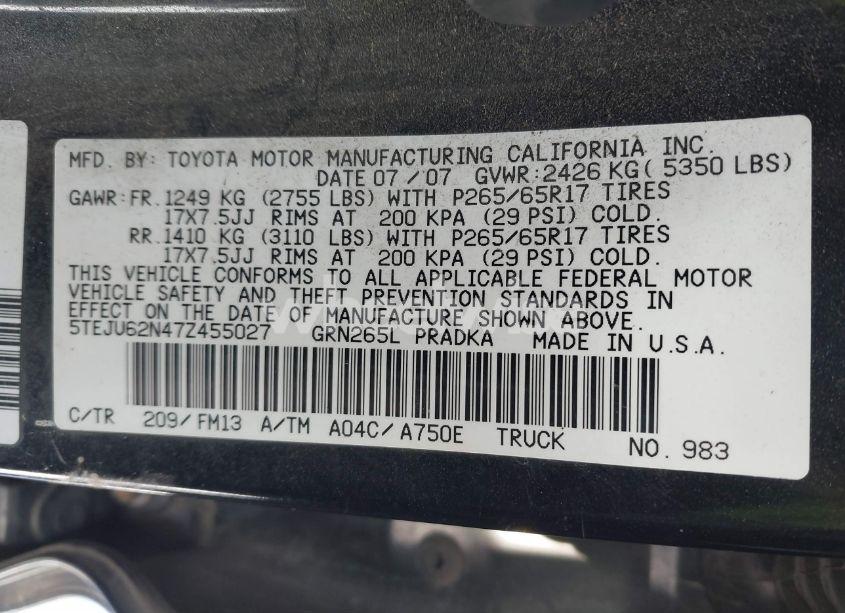 MFD. BY: TOYOTA MOTOR MANUFACTURING CALIFORNIA INC.
DATE 07 / '07 GVWR: 2426 KG ( 5350 LBS)
GAWR: FR. 1249 KG (2755 LBS) WITH P265/65R17 TIRES
17X7.5JJ RIMS AT 200 KPA (29 PSI) COLD.
RR. 1410 KG (3110 LBS) WITH P265/65R17 TIRES
17X7.5JJ RIMS AT 200 KPA (29 PSI) COLD.
THIS VEHICLE CONFORMS TO ALL APPLICABLE FEDERAL MOTOR
VEHICLE SAFETY AND THEFT PREVENTION STANDARDS IN
EFFECT ON THE DATE OF MANUFACTURE SHOWN ABOVE.
5TEJU62N47Z455027 GRN265L PRADKA MADE IN U.S.A.
C/TR 209/FM13 A/TM A04C/A750E TRUCK NO. 983